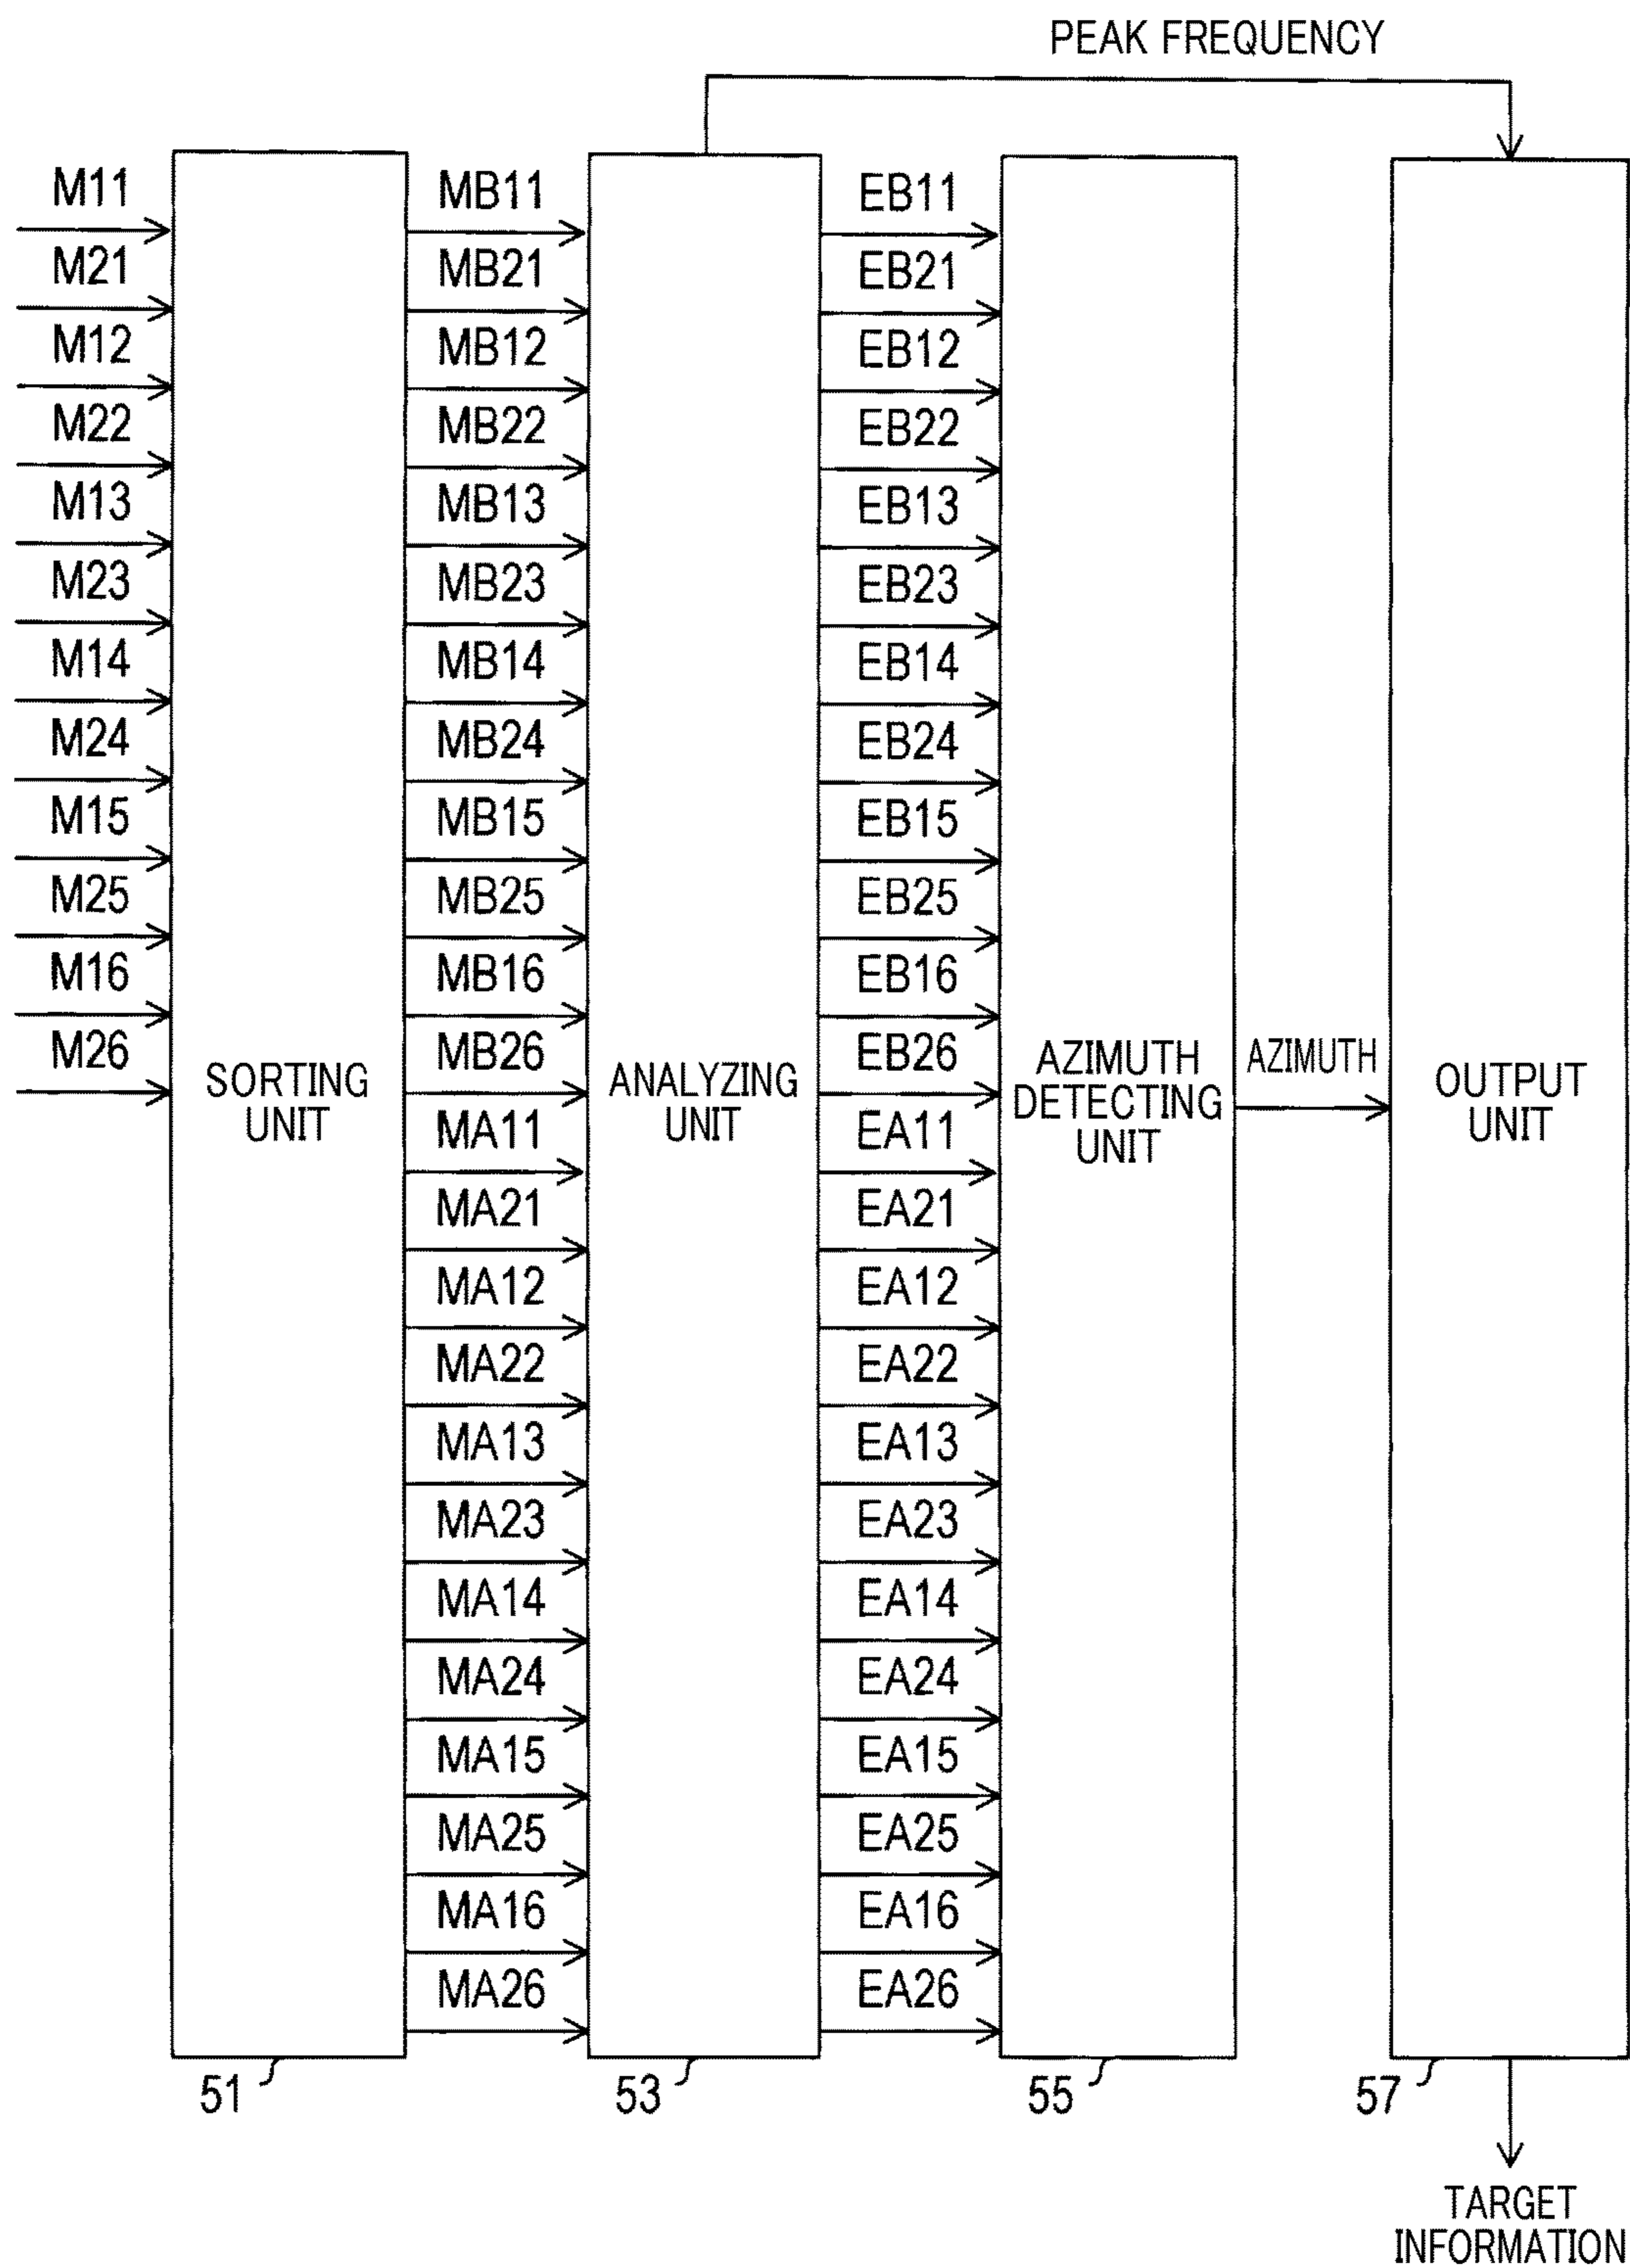 PEAK FREQUENCY
M11 MB11 EB11
M21 MB21 EB21
M12 MB12 EB12
M22 MB22 EB22
M13 MB13 EB13
M23 MB23 EB23
M14 MB14 EB14
M24 MB24 EB24
M15 MB15 EB15
M25 MB25 EB25
M16 MB16 EB16
M26 MB26 EB26
SORTING
UNIT
ANALYZING
UNIT
AZIMUTH
DETECTING
UNIT
AZIMUTH
OUTPUT
UNIT
MA11 EA11
MA21 EA21
MA12 EA12
MA22 EA22
MA13 EA13
MA23 EA23
MA14 EA14
MA24 EA24
MA15 EA15
MA25 EA25
MA16 EA16
MA26 EA26
51 53 55 57
TARGET
INFORMATION